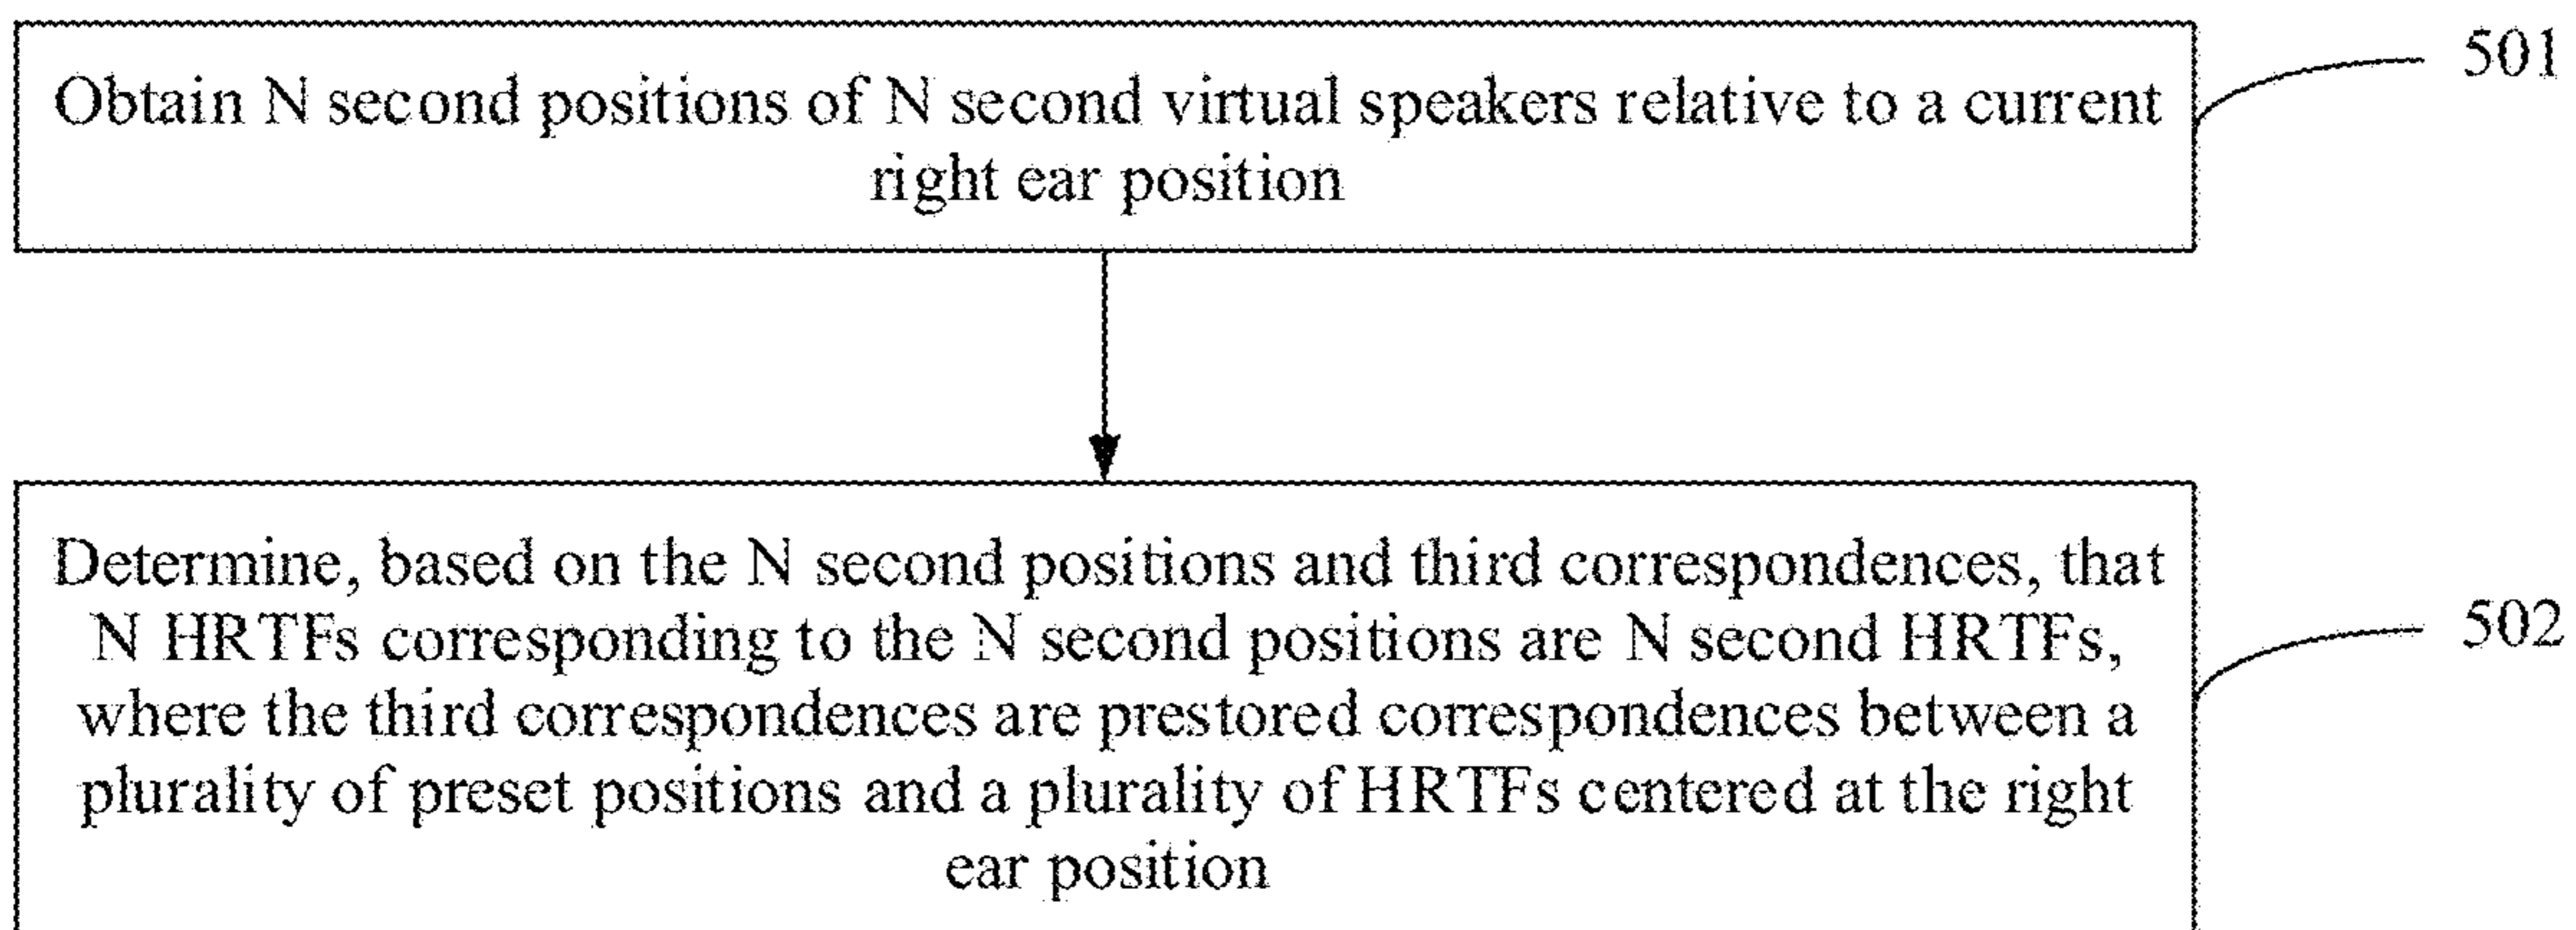 Obtain N second positions of N second virtual speakers relative to a current
right ear position
501
Determine, based on the N second positions and third correspondences, that
N HRTFs corresponding to the N second positions are N second HRTFs,
where the third correspondences are prestored correspondences between a
plurality of preset positions and a plurality of HRTFs centered at the right
ear position
502